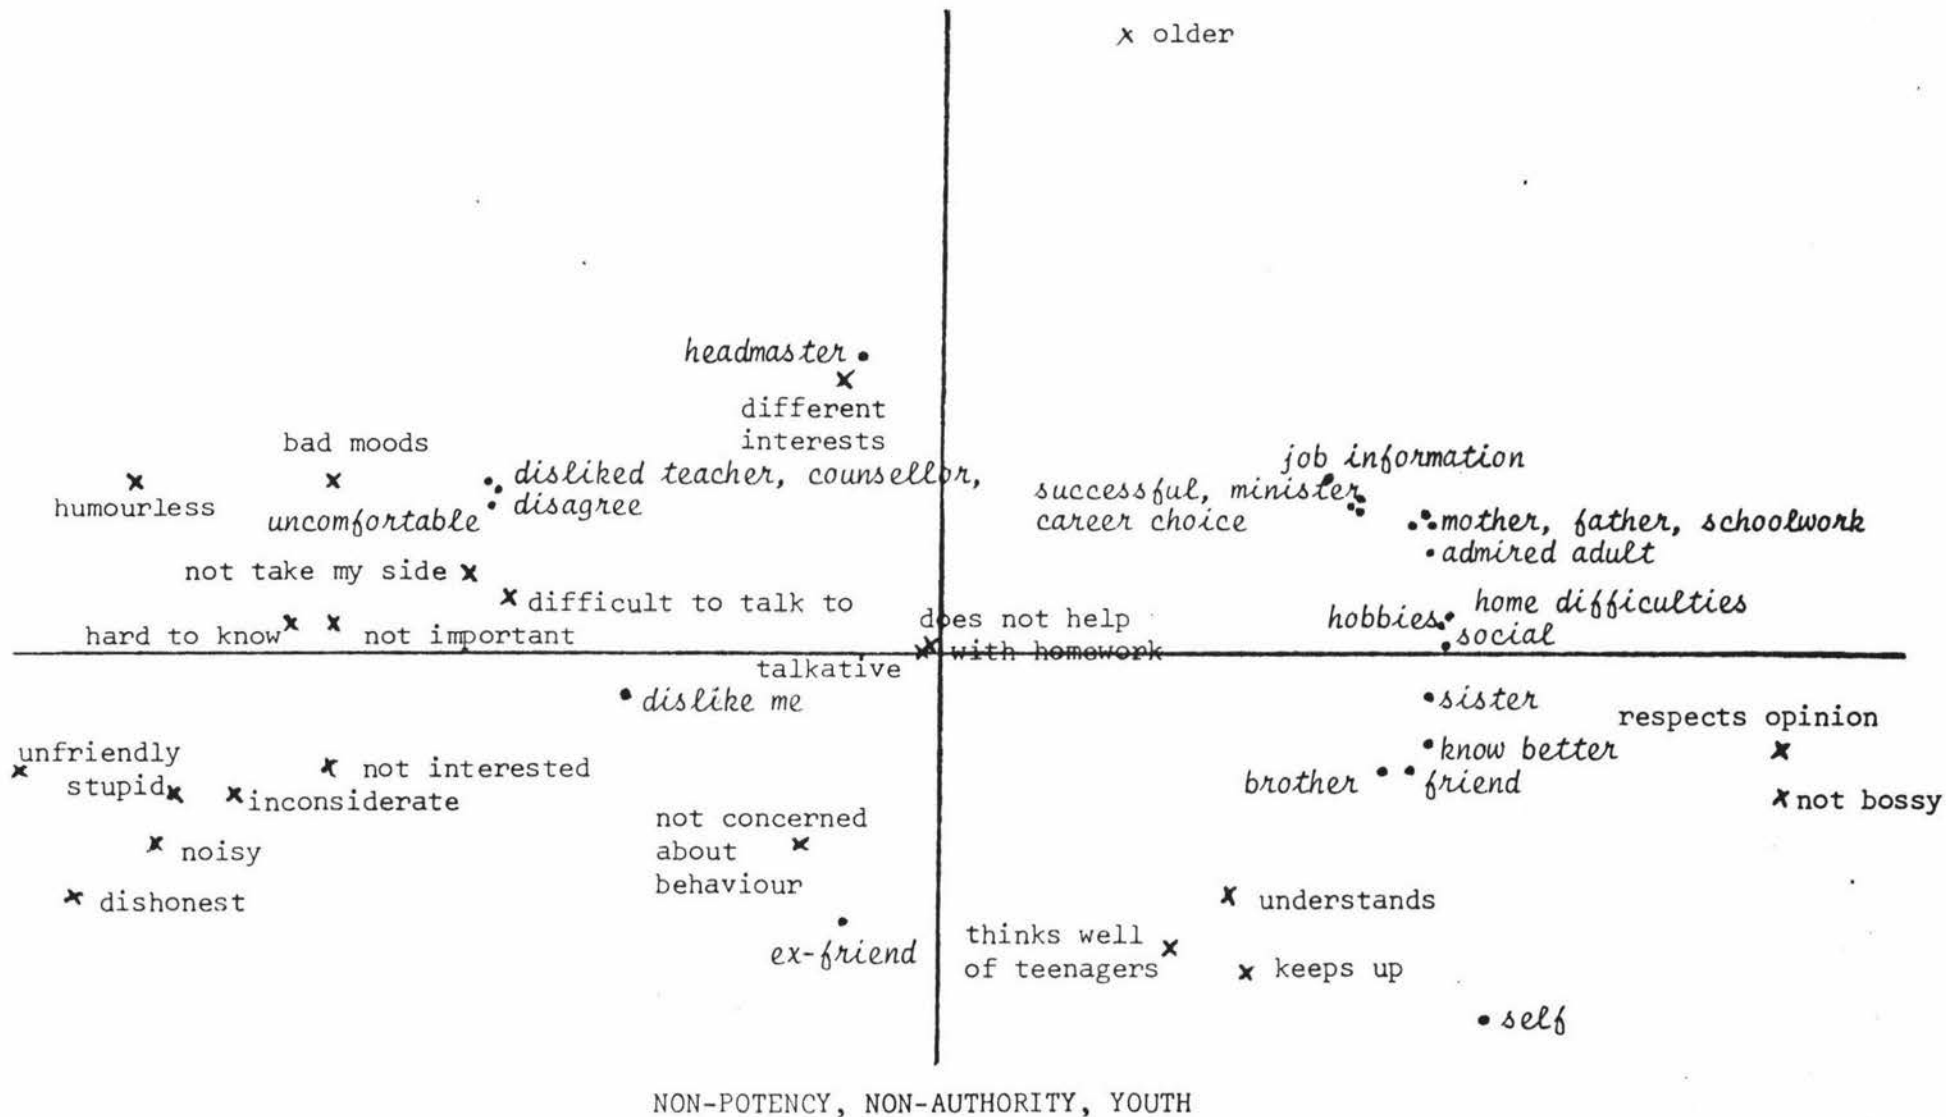 older
headmaster
different
interests
bad moods
humourless
disliked teacher, counsellor,
disagree
uncomfortable
job information
successful, minister
career choice
mother, father, schoolwork
admired adult
not take my side
difficult to talk to
hard to know
not important
does not help
with homework
talkative
hobbies
home difficulties
social
dislike me
sister
respects opinion
know better
brother
friend
not bossy
unfriendly
stupid
not interested
inconsiderate
noisy
dishonest
not concerned
about
behaviour
ex-friend
understands
thinks well
of teenagers
keeps up
self
NON-POTENCY, NON-AUTHORITY, YOUTH